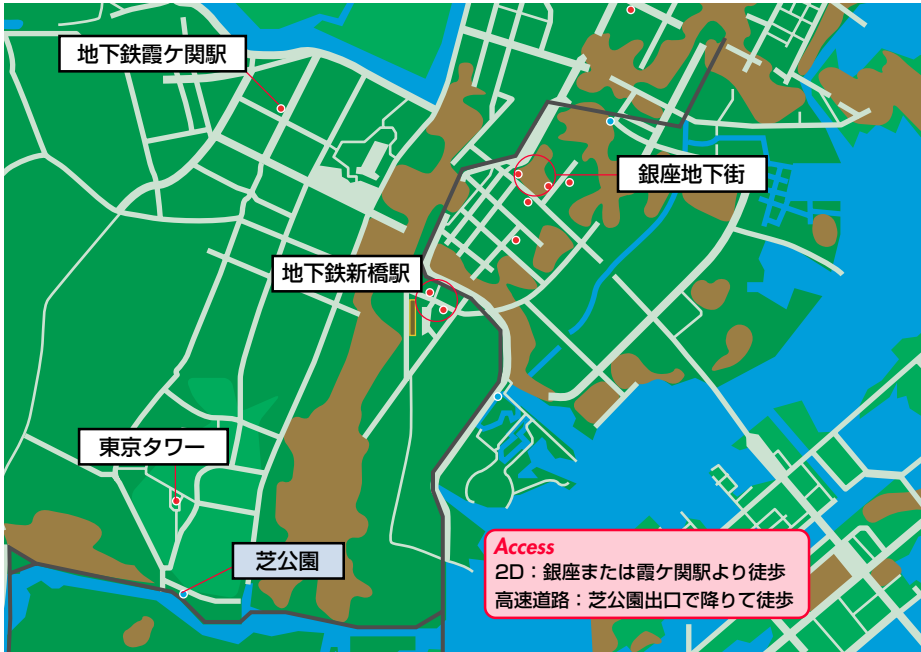 地下鉄霞ケ関駅
銀座地下街
地下鉄新橋駅
東京タワー
芝公園
Access
2D：銀座または霞ケ関駅より徒歩
高速道路：芝公園出口で降りて徒歩